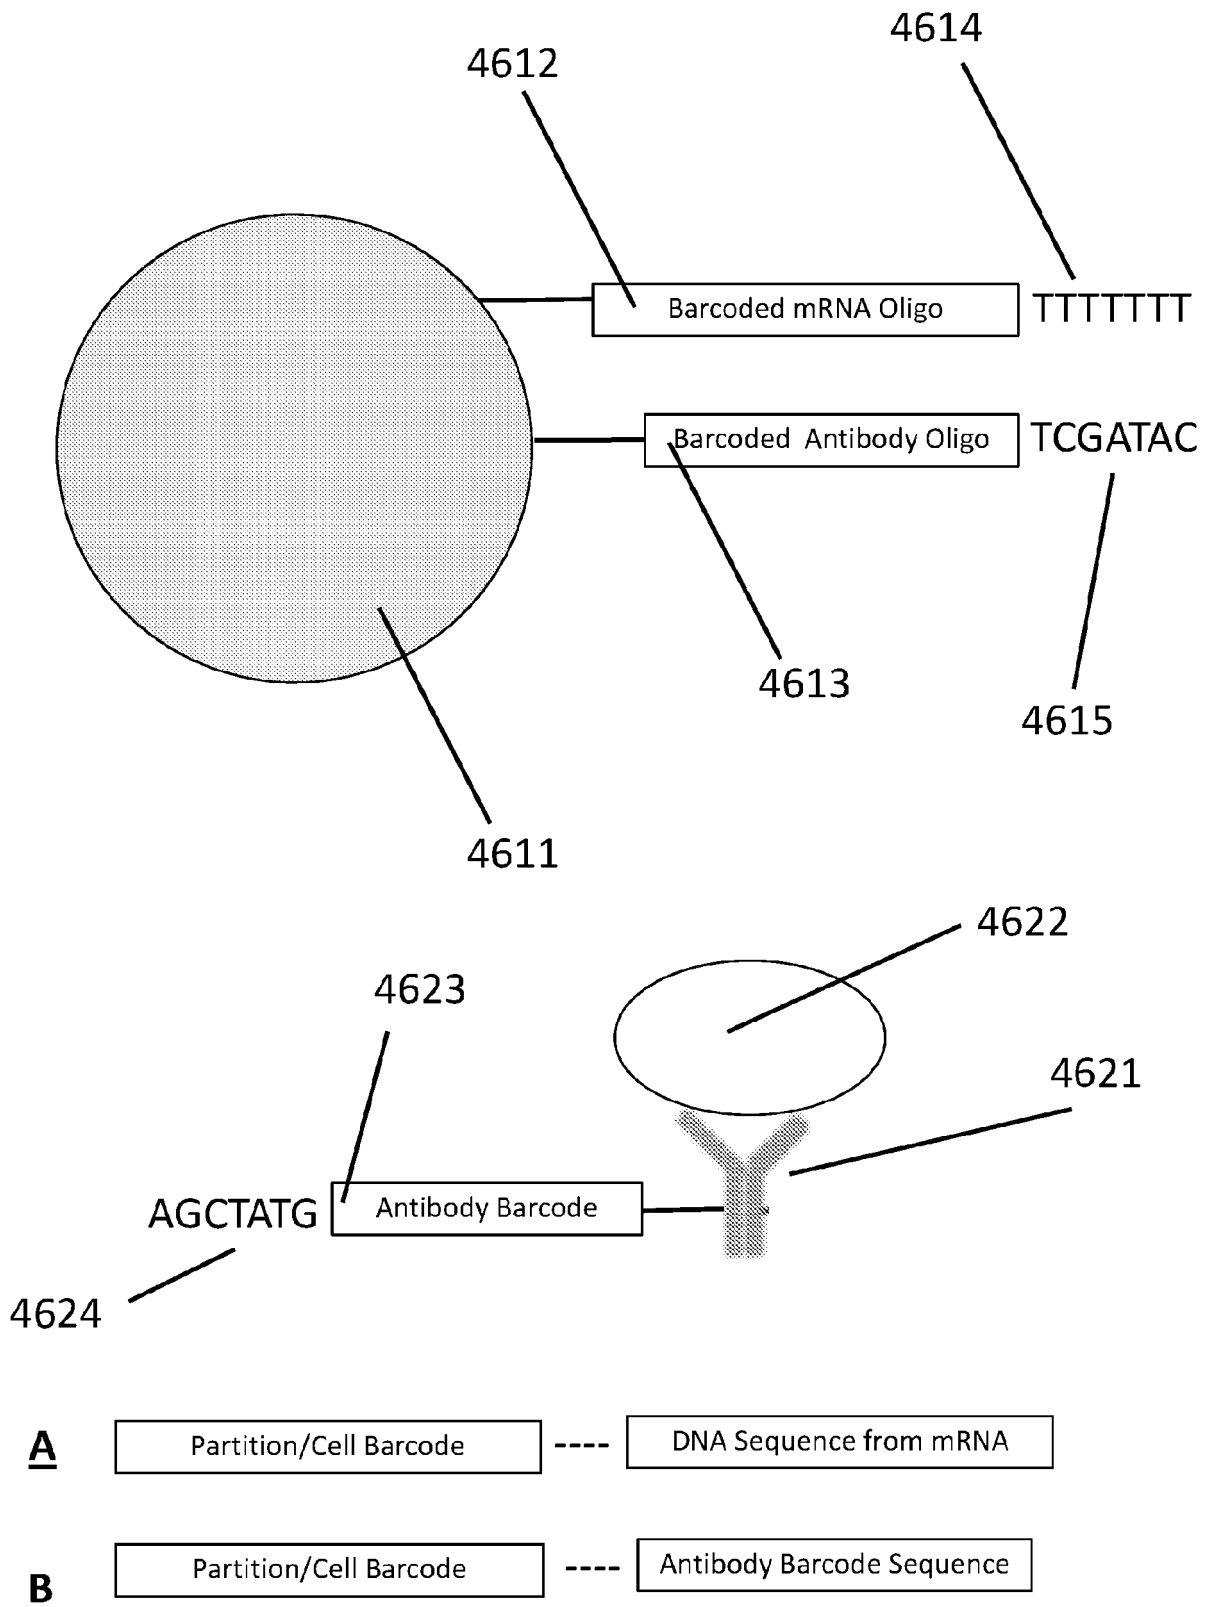 4614
4612
Barcoded mRNA Oligo TTTTTTT
Barcoded Antibody Oligo TCGATAC
4613
4615
4611
4622
4623
4621
AGCTATG Antibody Barcode
4624
A Partition/Cell Barcode ---- DNA Sequence from mRNA
B Partition/Cell Barcode ---- Antibody Barcode Sequence